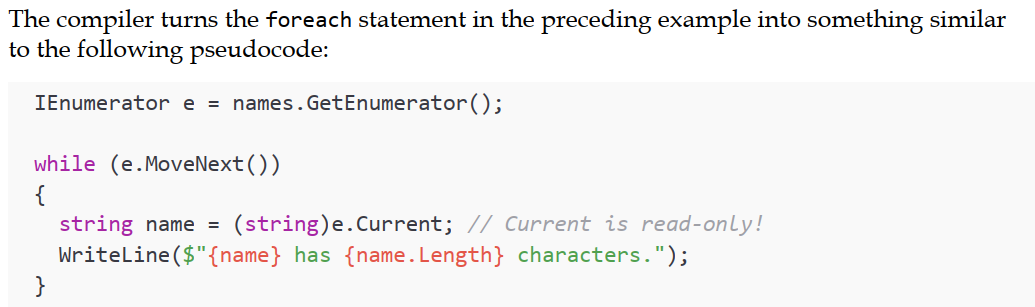 The compiler turns the foreach statement in the preceding example into something similar
to the following pseudocode:
IEnumerator e = names.GetEnumerator();
while (e.MoveNext())
{
  string name = (string)e.Current; // Current is read-only!
  WriteLine($"{name} has {name.Length} characters.");
}